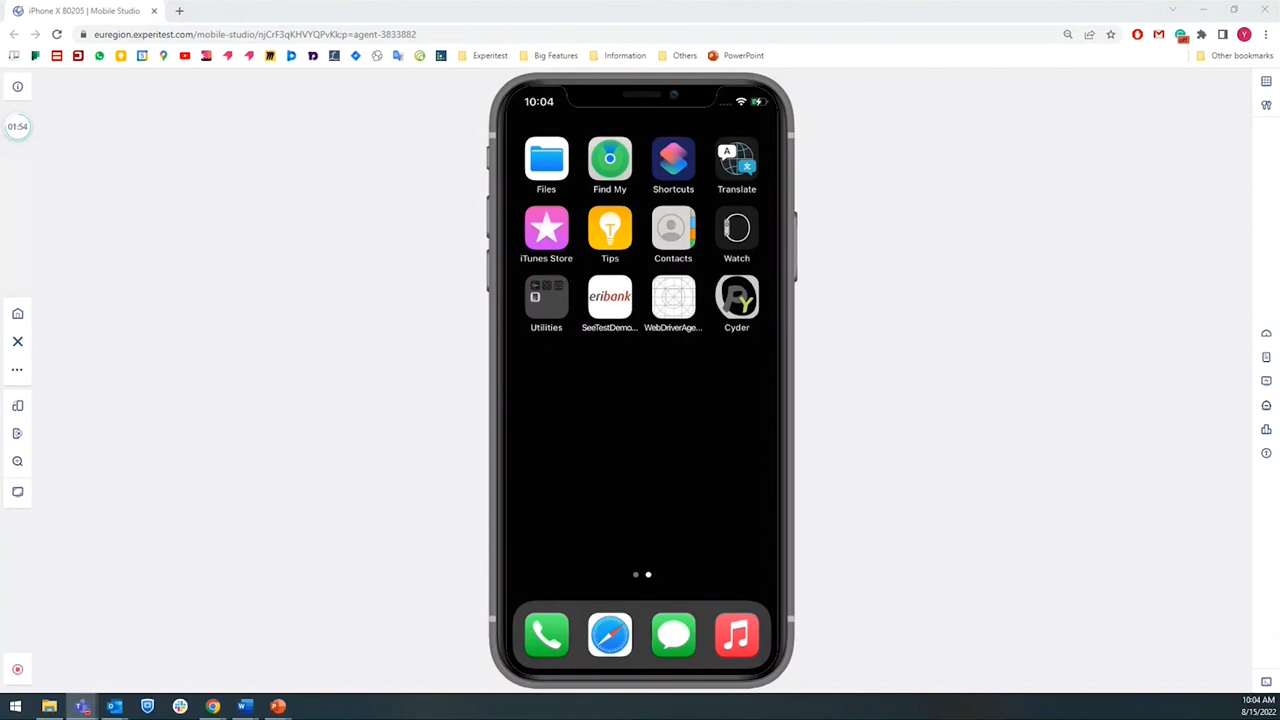 iPhone X B0205 | Mobile Studio
euregion.experitest.com/mobile-studio/njCrF3qKHVYQPvKk;p=agent-3833882
Experitest
Big Features
Information
Others
PowerPoint
Other bookmarks
01:54
10:04
Files
Find My
Shortcuts
Translate
iTunes Store
Tips
Contacts
Watch
eribank
Utilities
SeeTestDemo...
WebDriverAge...
Cyder
10:04 AM
8/15/2022